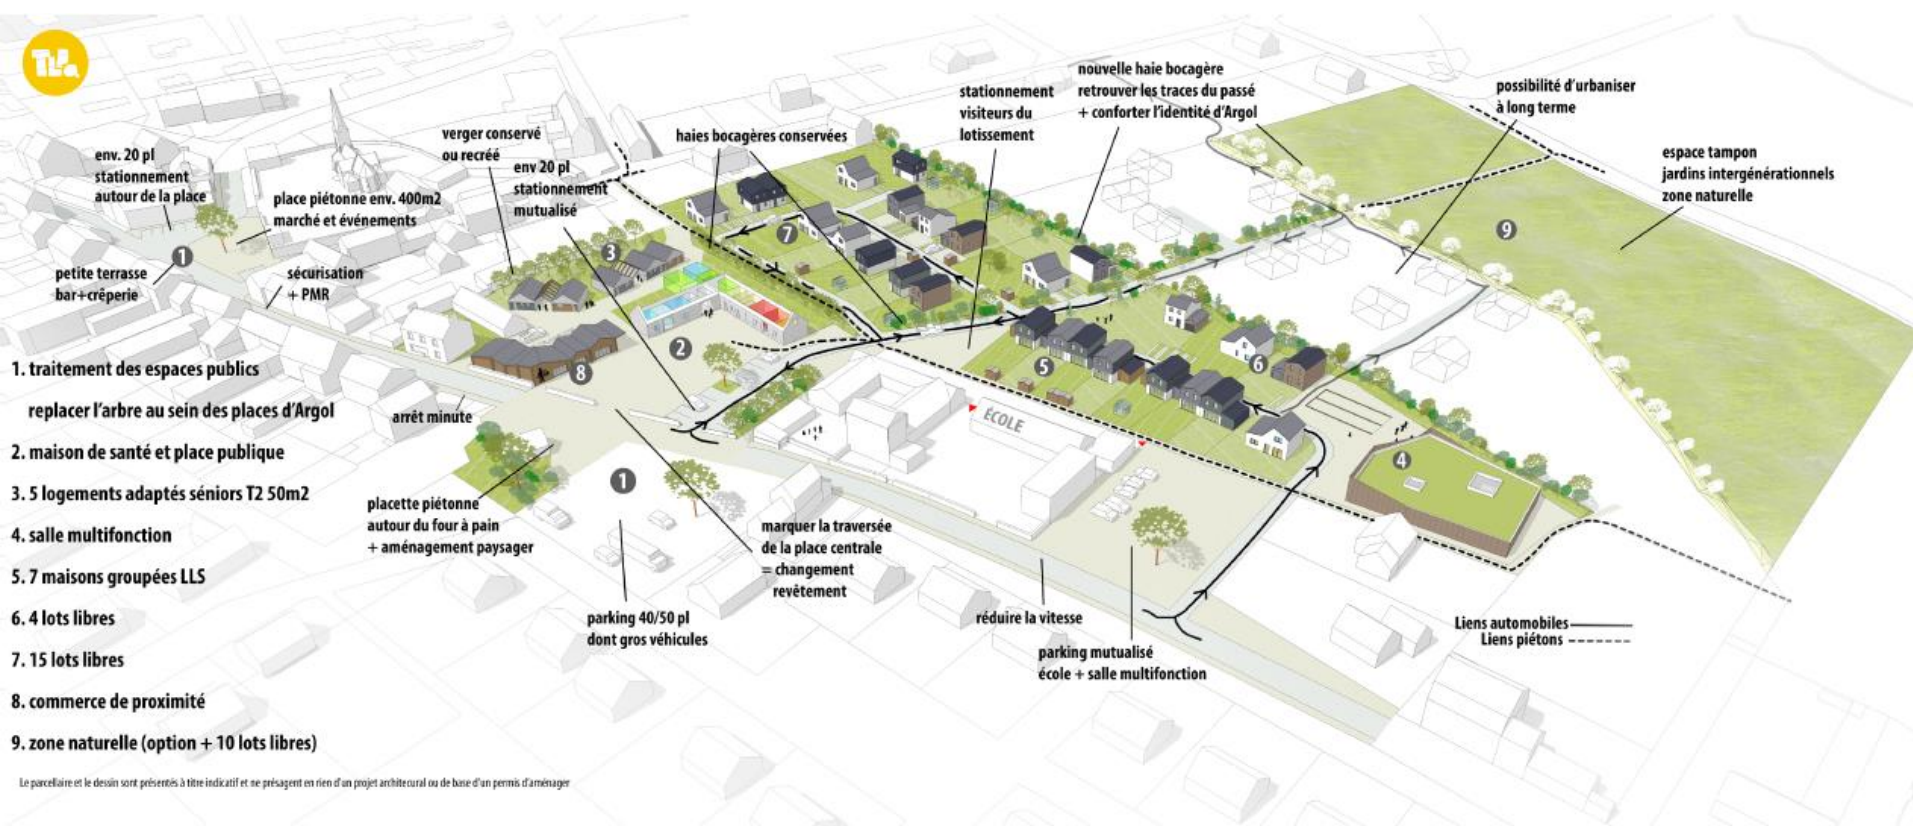 TLPa
env. 20 pl
stationnement
autour de la place
place piétonne env. 400m2
marché et événements
verger conservé
ou recréé
env 20 pl
stationnement
mutualisé
haies bocagères conservées
stationnement
visiteurs du
lotissement
nouvelle haie bocagère
retrouver les traces du passé
+ conforter l'identité d'Argol
possibilité d'urbaniser
à long terme
espace tampon
jardins intergénérationnels
zone naturelle
petite terrasse
bar+crêperie
sécurisation
+ PMR
1
3
7
9
2
8
5
6
4
1
ÉCOLE
1. traitement des espaces publics
replacer l'arbre au sein des places d'Argol
2. maison de santé et place publique
3. 5 logements adaptés séniors T2 50m2
4. salle multifonction
5. 7 maisons groupées LLS
6. 4 lots libres
7. 15 lots libres
8. commerce de proximité
9. zone naturelle (option + 10 lots libres)
arrêt minute
placette piétonne
autour du four à pain
+ aménagement paysager
marquer la traversée
de la place centrale
= changement
revêtement
parking 40/50 pl
dont gros véhicules
réduire la vitesse
parking mutualisé
école + salle multifonction
Liens automobiles
Liens piétons
Le parcellaire et le dessin sont présentés à titre indicatif et ne présagent en rien d'un projet architecural ou de base d'un permis d'aménager